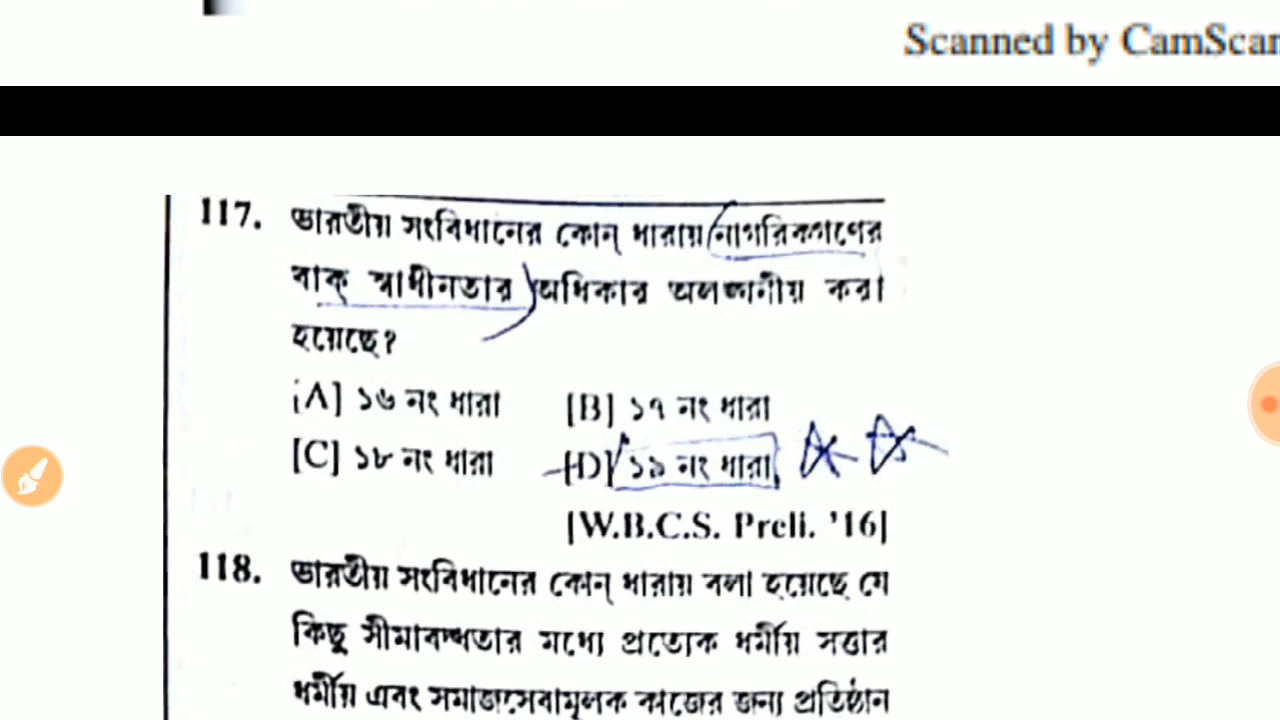 Scanned by CamScan
117. ভারতীয় সংবিধানের কোন্ ধারায় নাগরিকগণের
বাক্ স্বাধীনতার অধিকার অলঙ্ঘনীয় করা
হয়েছে?
[A] ১৬ নং ধারা [B] ১৭ নং ধারা
[C] ১৮ নং ধারা [D] ১৯ নং ধারা
[W.B.C.S. Preli. '16]
118. ভারতীয় সংবিধানের কোন্ ধারায় বলা হয়েছে যে
কিছু সীমাবদ্ধতার মধ্যে প্রত্যেক ধর্মীয় সত্তার
ধর্মীয় এবং সমাজসেবামূলক কাজের জন্য প্রতিষ্ঠান